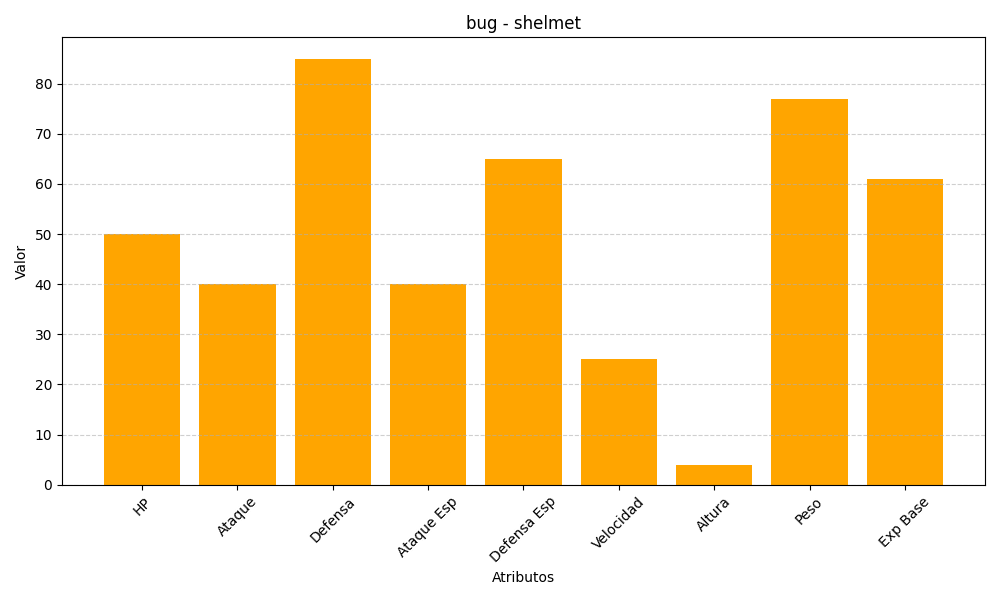 bug - shelmet
Valor
80
70
60
50
40
30
20
10
0
HP
Ataque
Defensa
Ataque Esp
Defensa Esp
Velocidad
Altura
Peso
Exp Base
Atributos